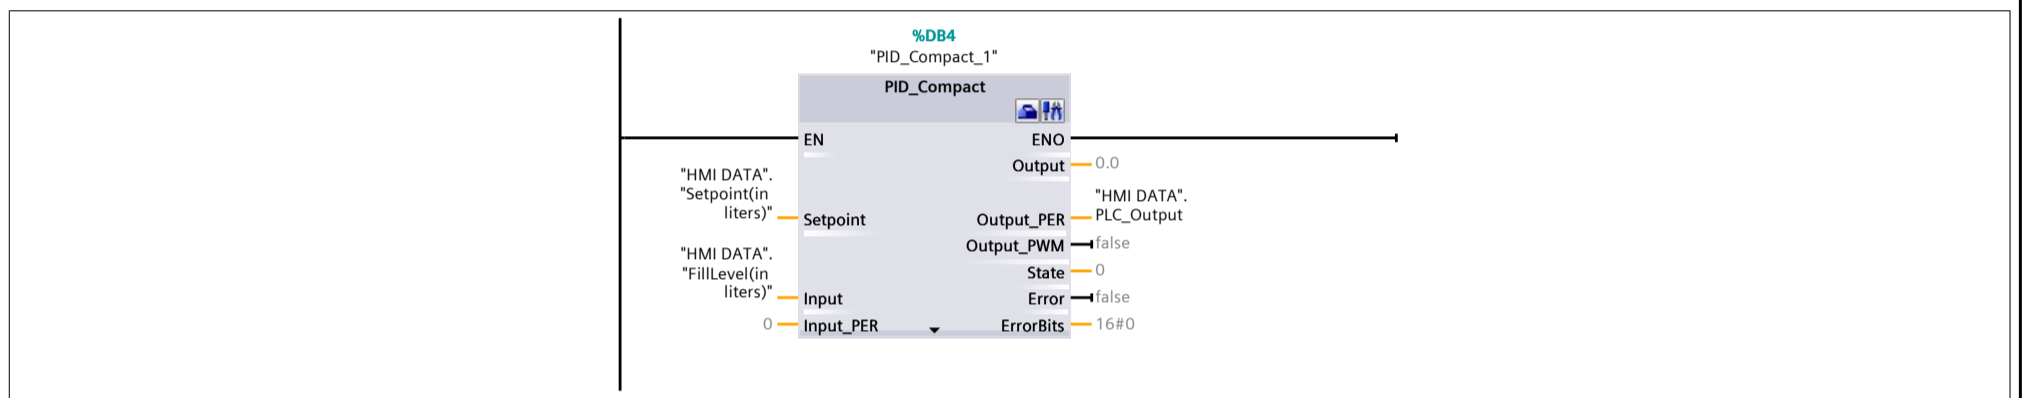 %DB4
"PID_Compact_1"
PID_Compact
EN
ENO
Output
0.0
"HMI DATA".
"Setpoint(in
liters)"
Setpoint
"HMI DATA".
PLC_Output
Output_PER
Output_PWM
false
"HMI DATA".
"FillLevel(in
liters)"
State
0
Input
Error
false
0
Input_PER
ErrorBits
16#0